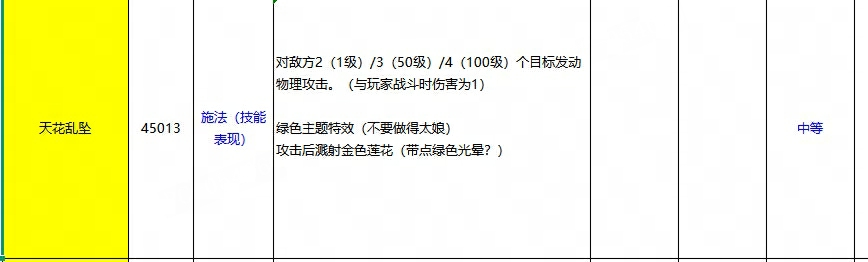 对敌方2（1级）/3（50级）/4（100级）个目标发动
物理攻击。（与玩家战斗时伤害为1）
天花乱坠
45013
施法（技能
表现）
绿色主题特效（不要做得太娘）
攻击后溅射金色莲花（带点绿色光晕？）
中等